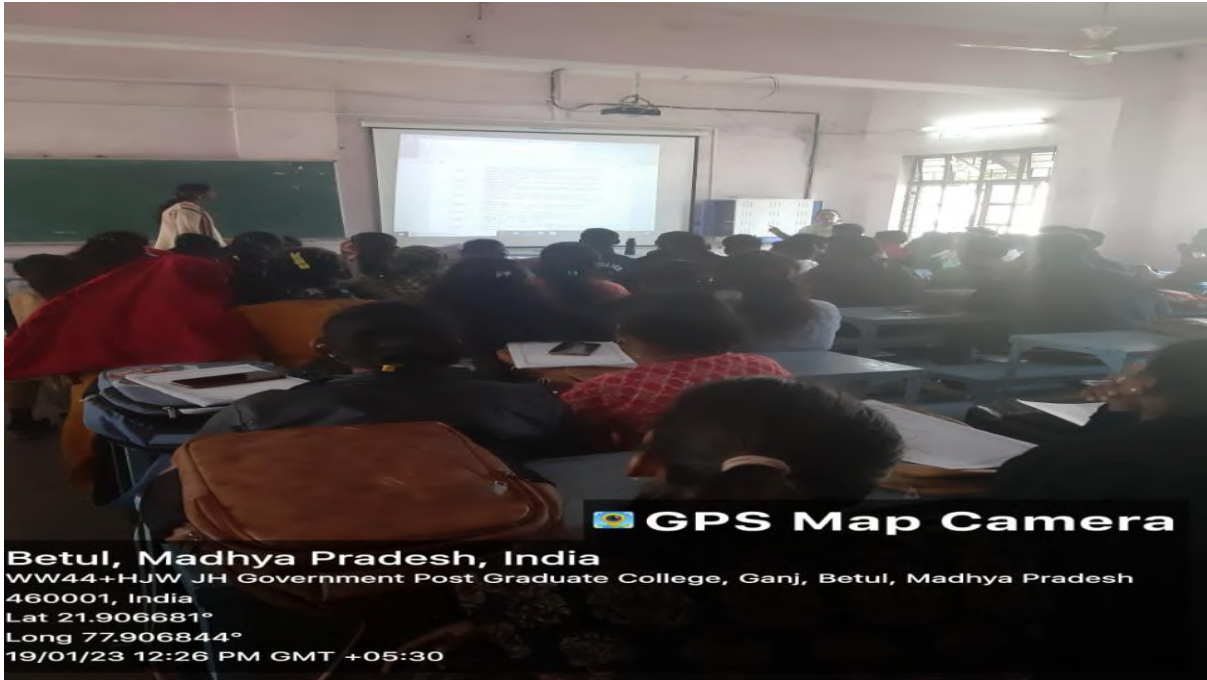 GPS Map Camera
Betul, Madhya Pradesh, India
WW44+HJW JH Government Post Graduate College, Ganj, Betul, Madhya Pradesh
460001, India
Lat 21.906681°
Long 77.906844°
19/01/23 12:26 PM GMT +05:30